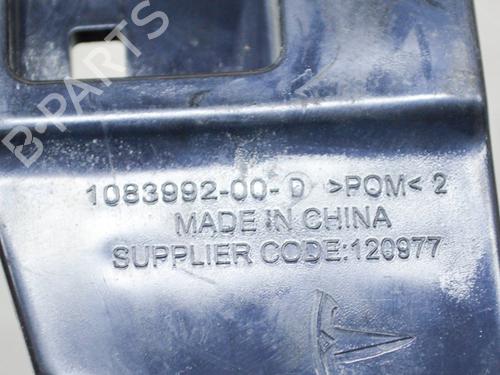 B-PARTS
1083992-00-D >POM< 2
MADE IN CHINA
SUPPLIER CODE:120977